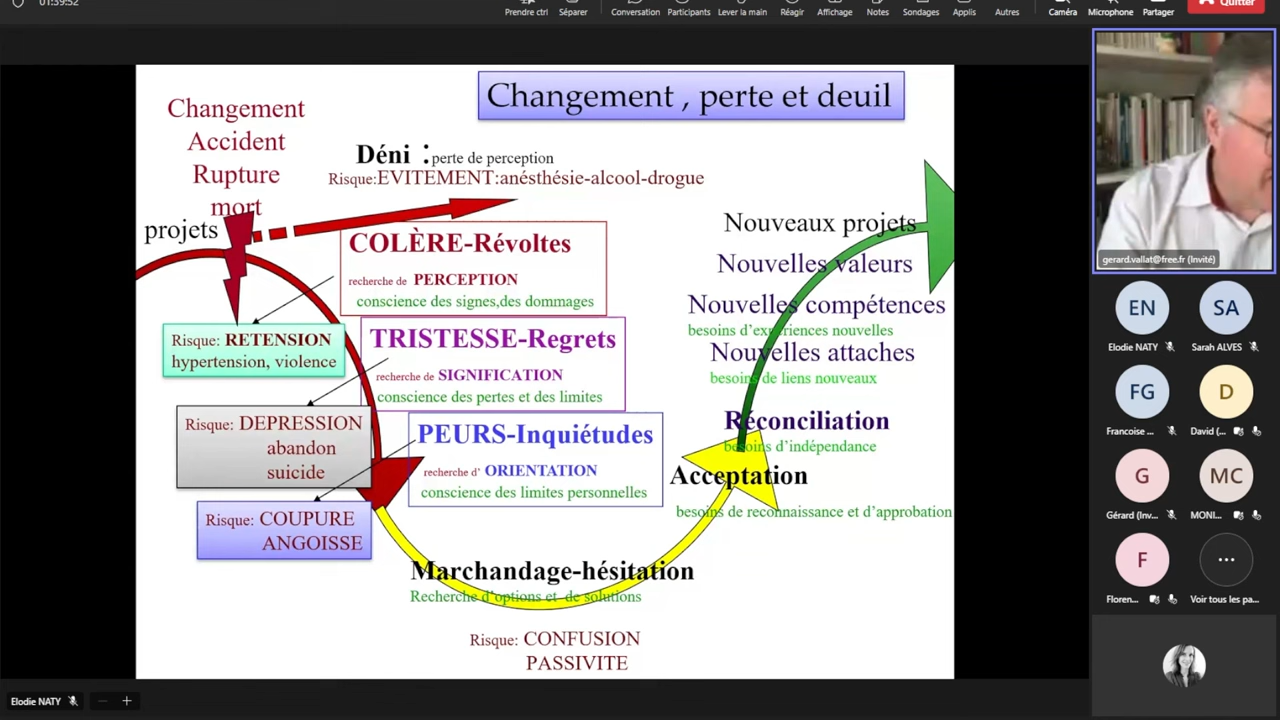 01:39:52
Prendre ctrl
Séparer
Conversation
Participants
Lever la main
Réagir
Affichage
Notes
Sondages
Applis
Autres
Caméra
Microphone
Partager
Quitter
Changement , perte et deuil
Changement
Accident
Rupture
mort
projets
Déni : perte de perception
Risque:EVITEMENT:anésthésie-alcool-drogue
COLÈRE-Révoltes
recherche de PERCEPTION
conscience des signes,des dommages
Risque: RETENSION
hypertension, violence
TRISTESSE-Regrets
recherche de SIGNIFICATION
conscience des pertes et des limites
Risque: DEPRESSION
abandon
suicide
PEURS-Inquiétudes
recherche d' ORIENTATION
conscience des limites personnelles
Risque: COUPURE
ANGOISSE
Marchandage-hésitation
Recherche d'options et de solutions
Risque: CONFUSION
PASSIVITE
Nouveaux projets
Nouvelles valeurs
Nouvelles compétences
besoins d'expériences nouvelles
Nouvelles attaches
besoins de liens nouveaux
Réconciliation
besoins d'indépendance
Acceptation
besoins de reconnaissance et d'approbation
gerard.vallat@free.fr (Invité)
EN
SA
Elodie NATY
Sarah ALVES
FG
D
Francoise ...
David (...
G
MC
Gérard (Inv...
MONI...
F
...
Floren...
Voir tous les pa...
Elodie NATY